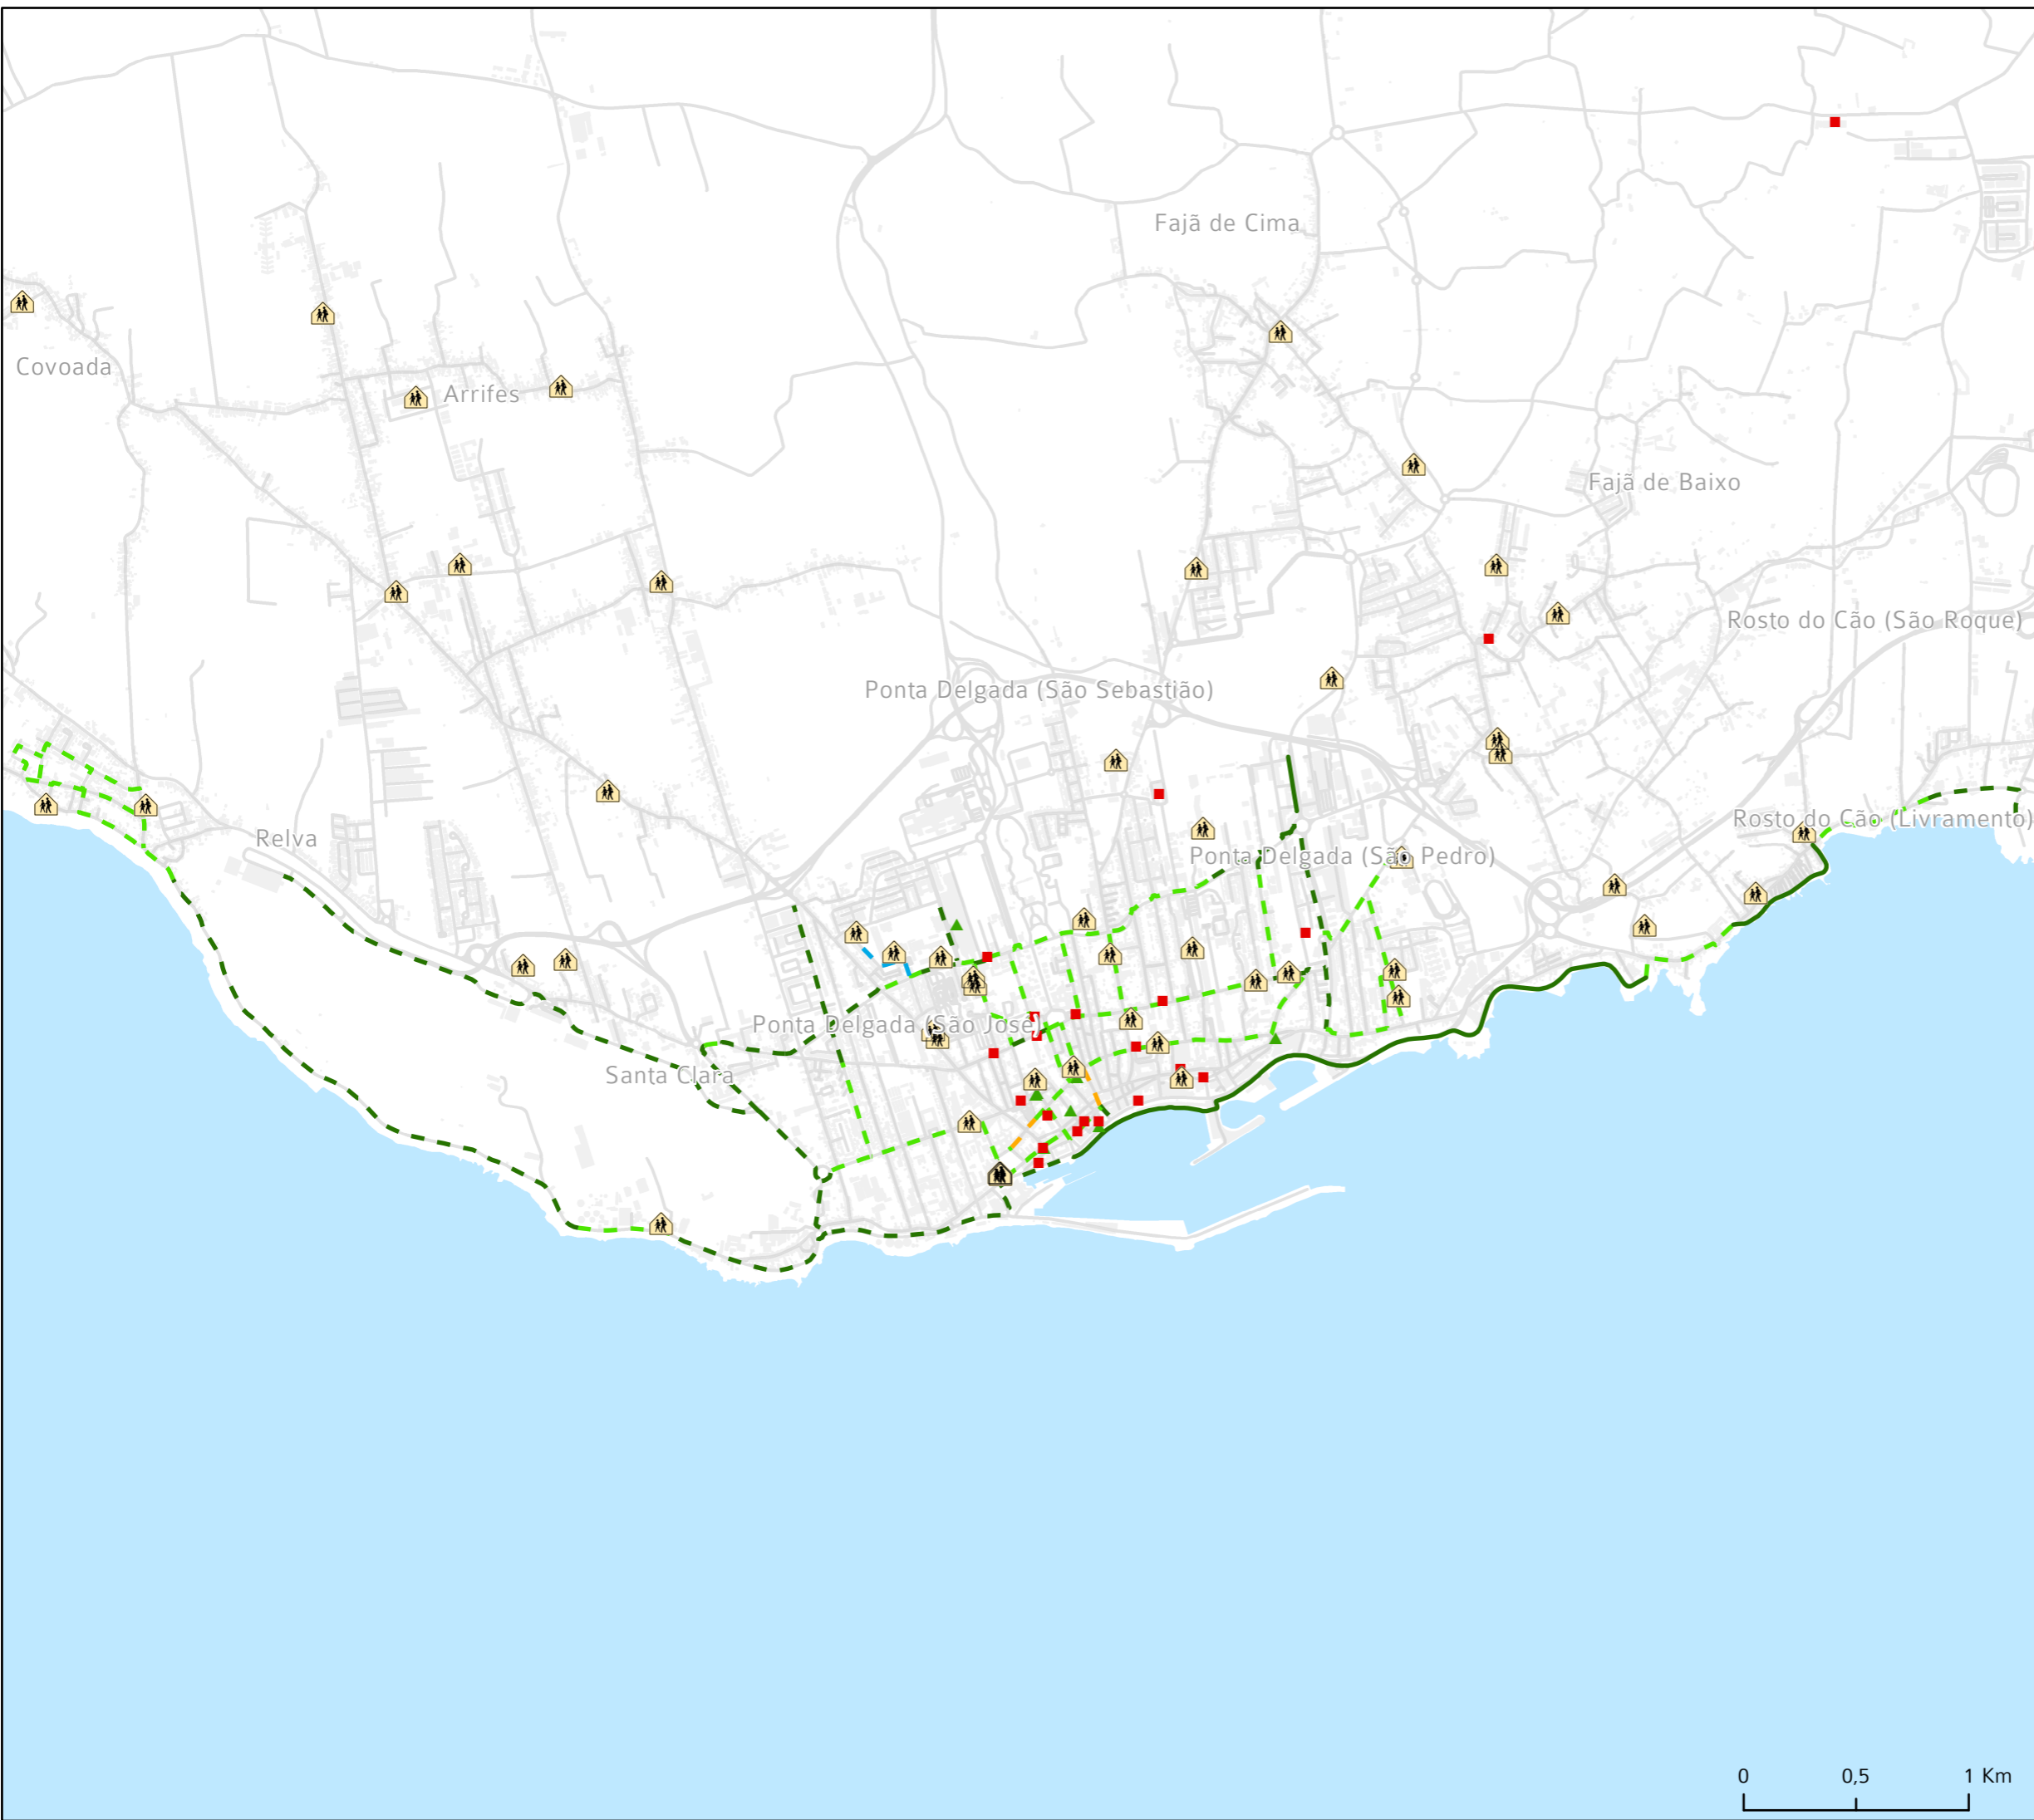 Fajã de Cima
Covoada
Arrifes
Fajã de Baixo
Rosto do Cão (São Roque)
Ponta Delgada (São Sebastião)
Rosto do Cão (Livramento)
Relva
Ponta Delgada (São Pedro)
Ponta Delgada (São José)
Santa Clara
0 0,5 1 Km